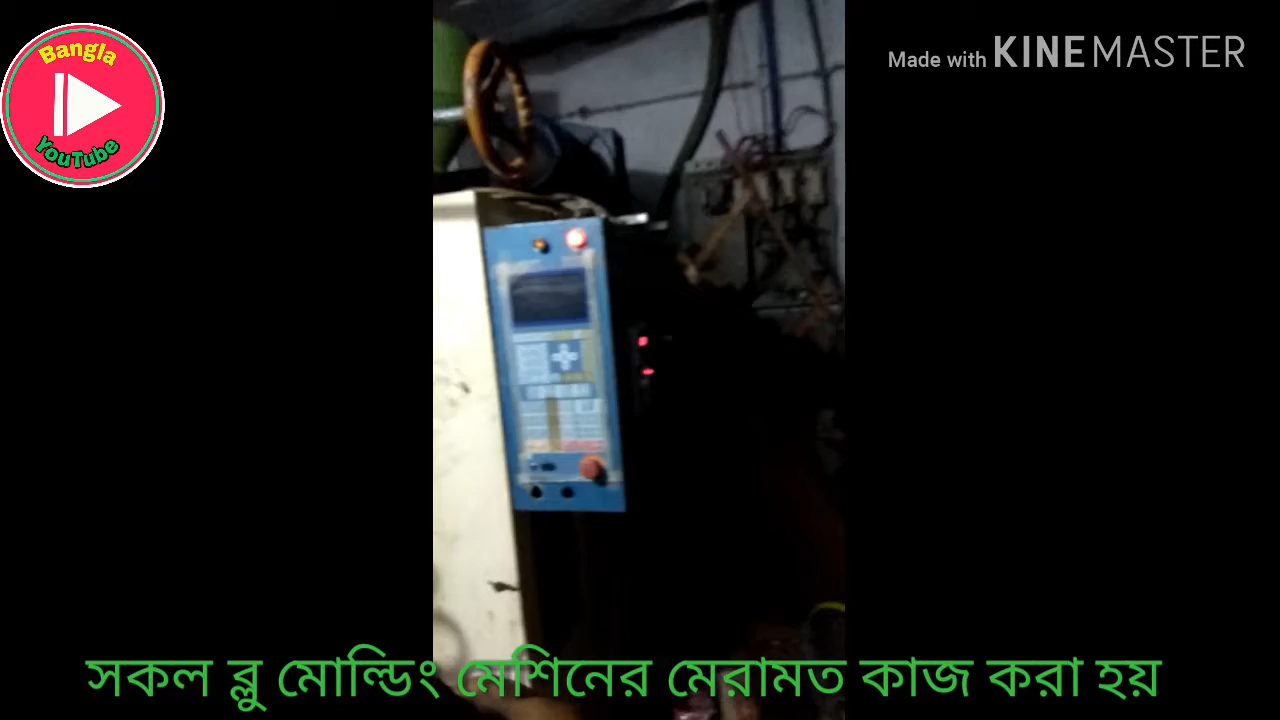 Bangla
YouTube
Made with KINEMASTER
সকল ব্লু মোল্ডিং মেশিনের মেরামত কাজ করা হয়